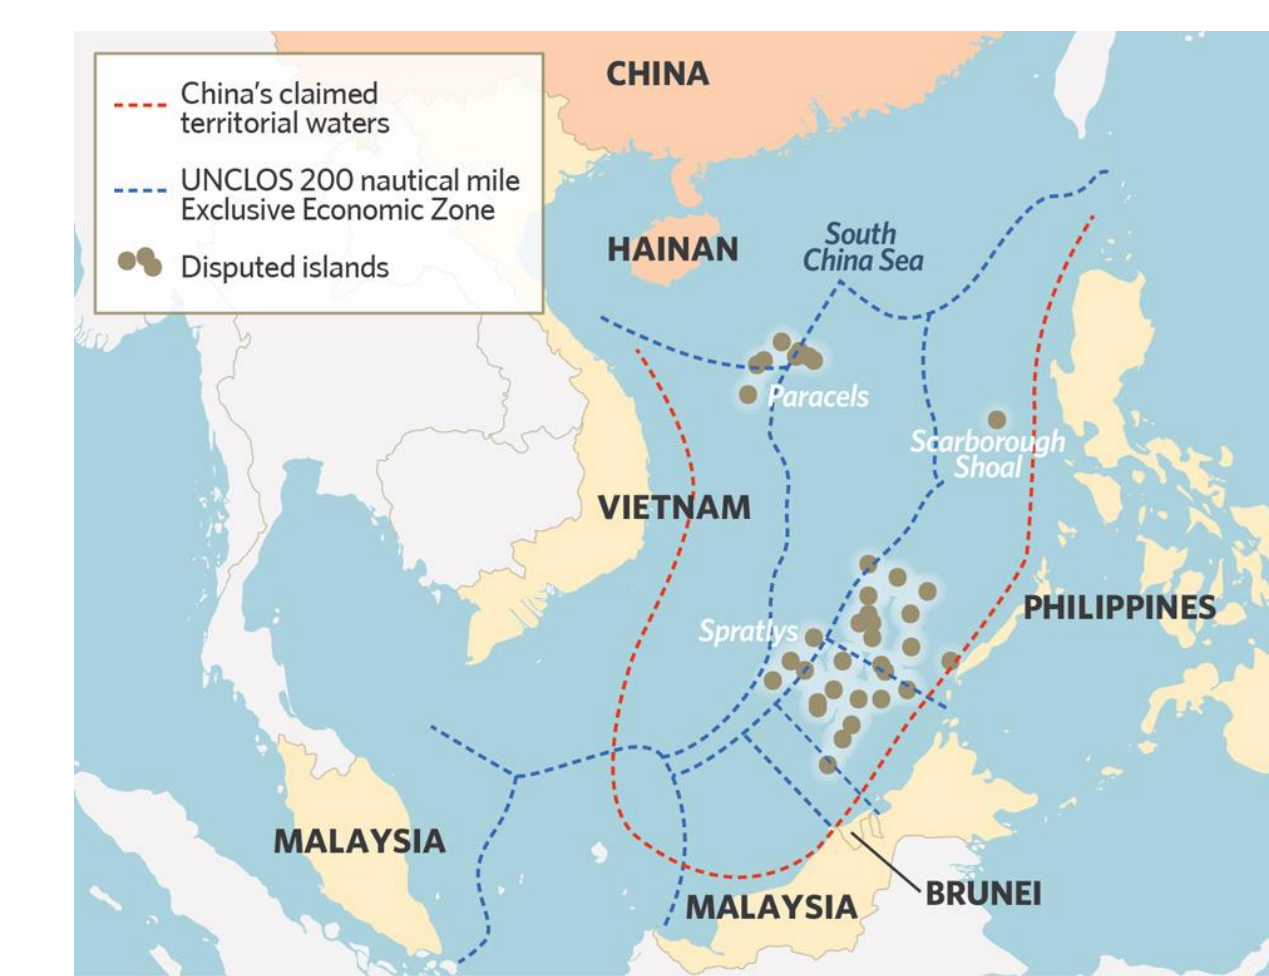 China's claimed
territorial waters
UNCLOS 200 nautical mile
Exclusive Economic Zone
Disputed islands
CHINA
HAINAN
South
China Sea
Paracels
Scarborough
Shoal
VIETNAM
Spratlys
PHILIPPINES
MALAYSIA
MALAYSIA
BRUNEI